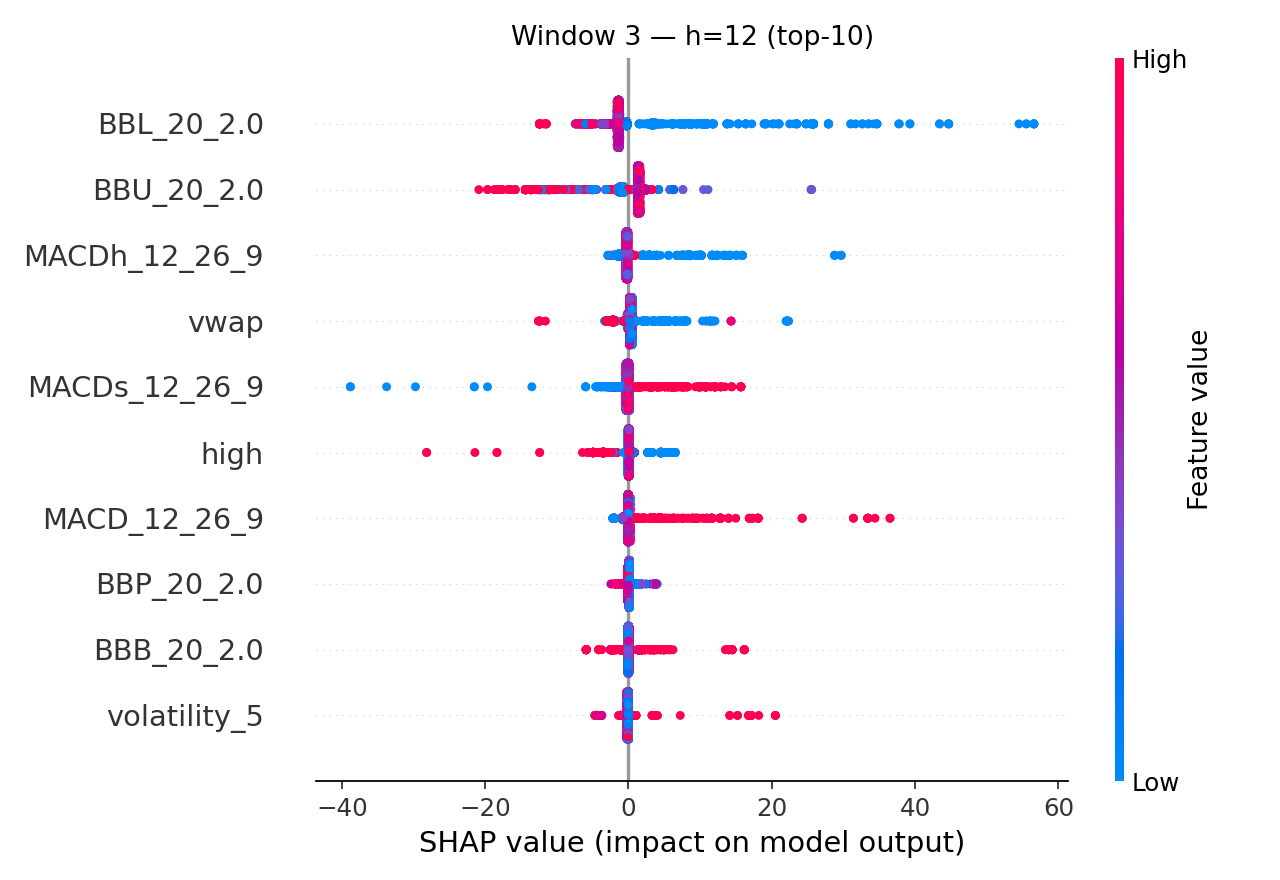 Window 3 — h=12 (top-10)
High
BBL_20_2.0
BBU_20_2.0
MACDh_12_26_9
vwap
MACDs_12_26_9
high
MACD_12_26_9
BBP_20_2.0
BBB_20_2.0
volatility_5
Feature value
Low
−40 −20 0 20 40 60
SHAP value (impact on model output)